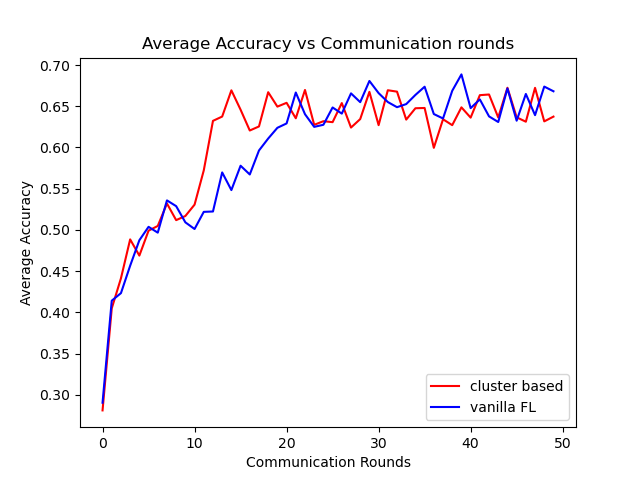 Average Accuracy vs Communication rounds
0.70
0.65
0.60
0.55
0.50
0.45
0.40
0.35
0.30
Average Accuracy
cluster based
vanilla FL
0 10 20 30 40 50
Communication Rounds